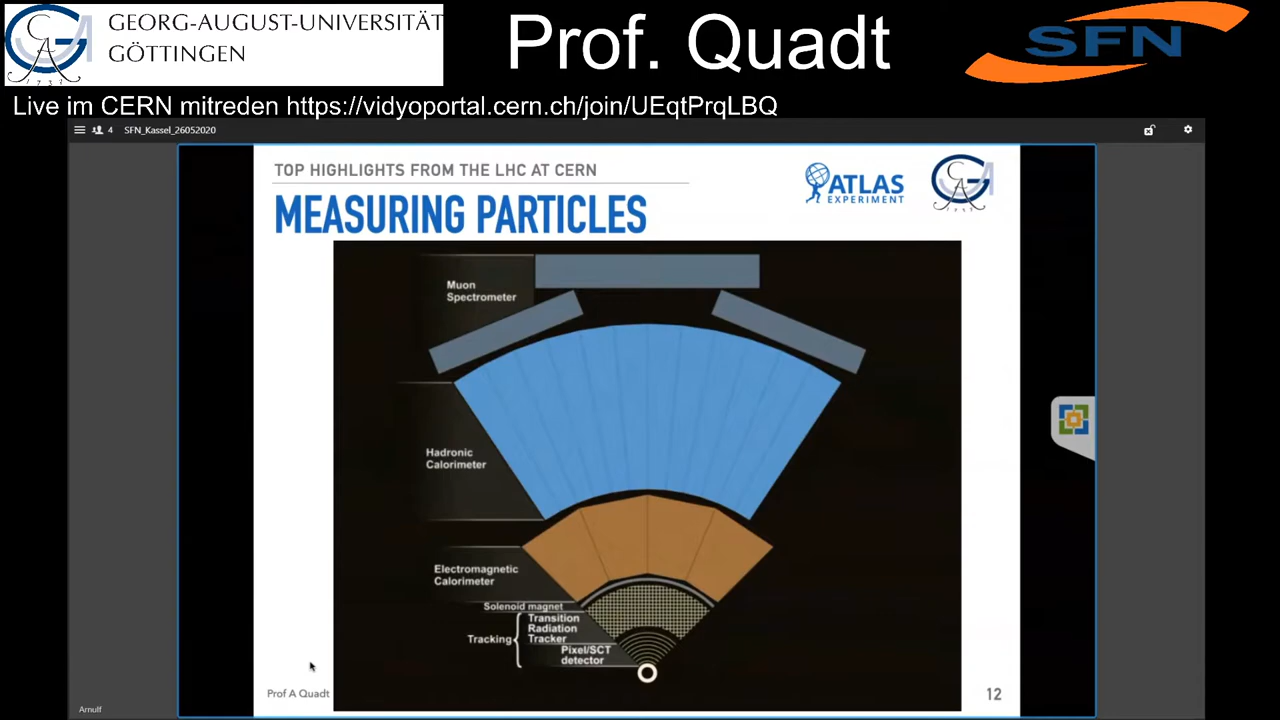 GEORG-AUGUST-UNIVERSITÄT
GÖTTINGEN
Prof. Quadt
SFN
Live im CERN mitreden https://vidyoportal.cern.ch/join/UEqtPrqLBQ
4 SFN_Kassel_26052020
TOP HIGHLIGHTS FROM THE LHC AT CERN
MEASURING PARTICLES
ATLAS
EXPERIMENT
Muon
Spectrometer
Hadronic
Calorimeter
Electromagnetic
Calorimeter
Solenoid magnet
Tracking
Transition
Radiation
Tracker
Pixel/SCT
detector
Prof A Quadt
12
Arnulf